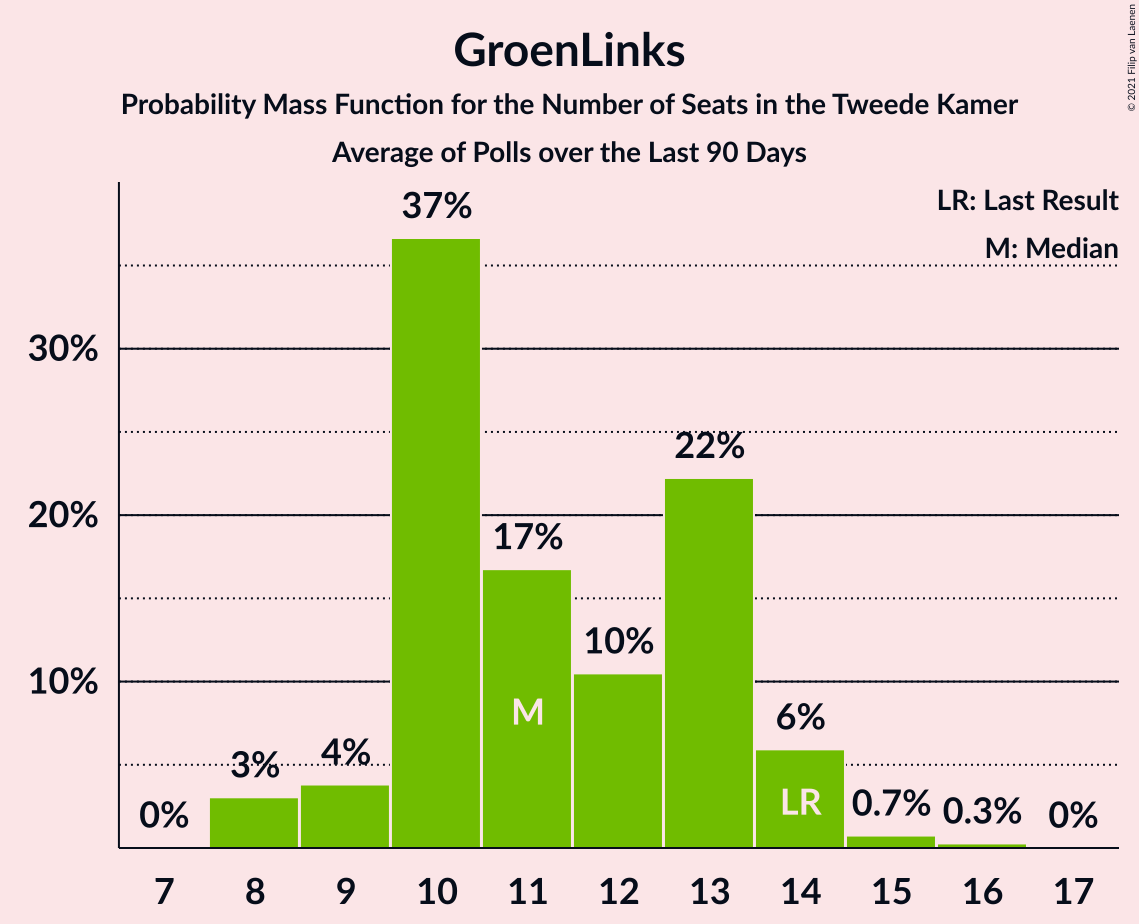 GroenLinks
Probability Mass Function for the Number of Seats in the Tweede Kamer
Average of Polls over the Last 90 Days
© 2021 Filip van Laenen
LR: Last Result
M: Median
30%
20%
10%
0%
3%
4%
37%
17%
10%
22%
6%
0.7%
0.3%
0%
M
LR
7 8 9 10 11 12 13 14 15 16 17